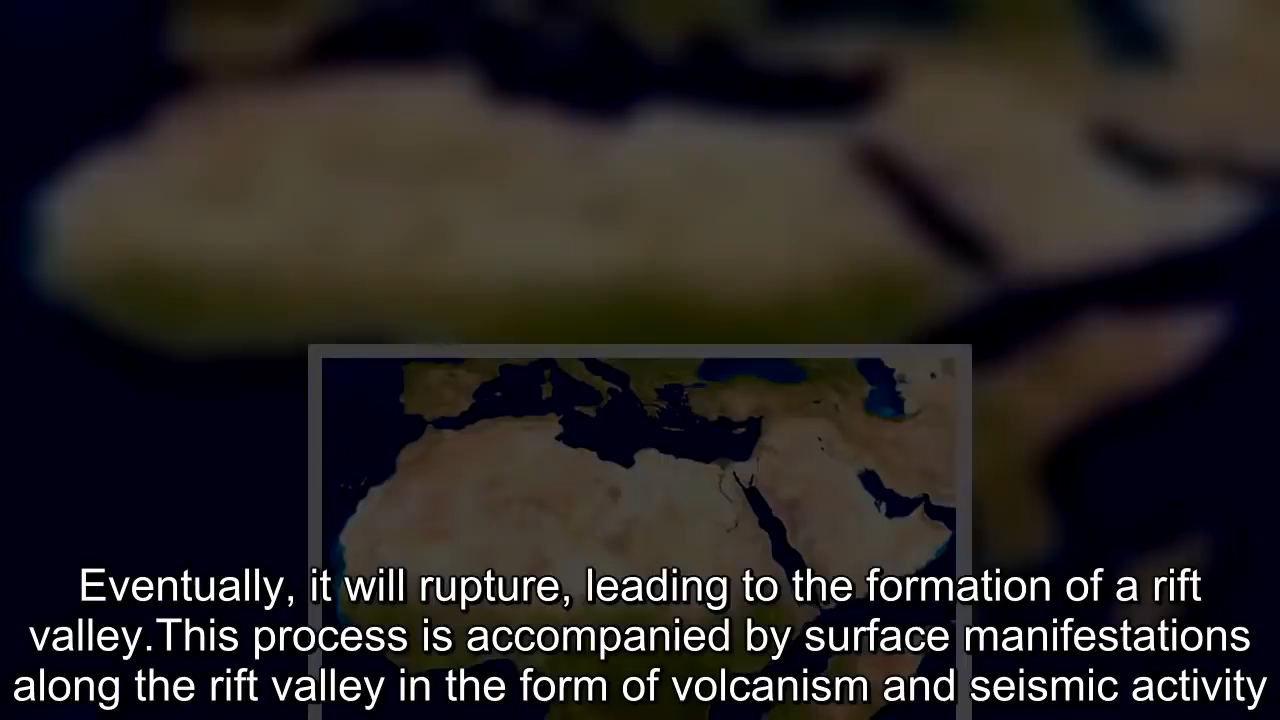 Eventually, it will rupture, leading to the formation of a rift
valley.This process is accompanied by surface manifestations
along the rift valley in the form of volcanism and seismic activity